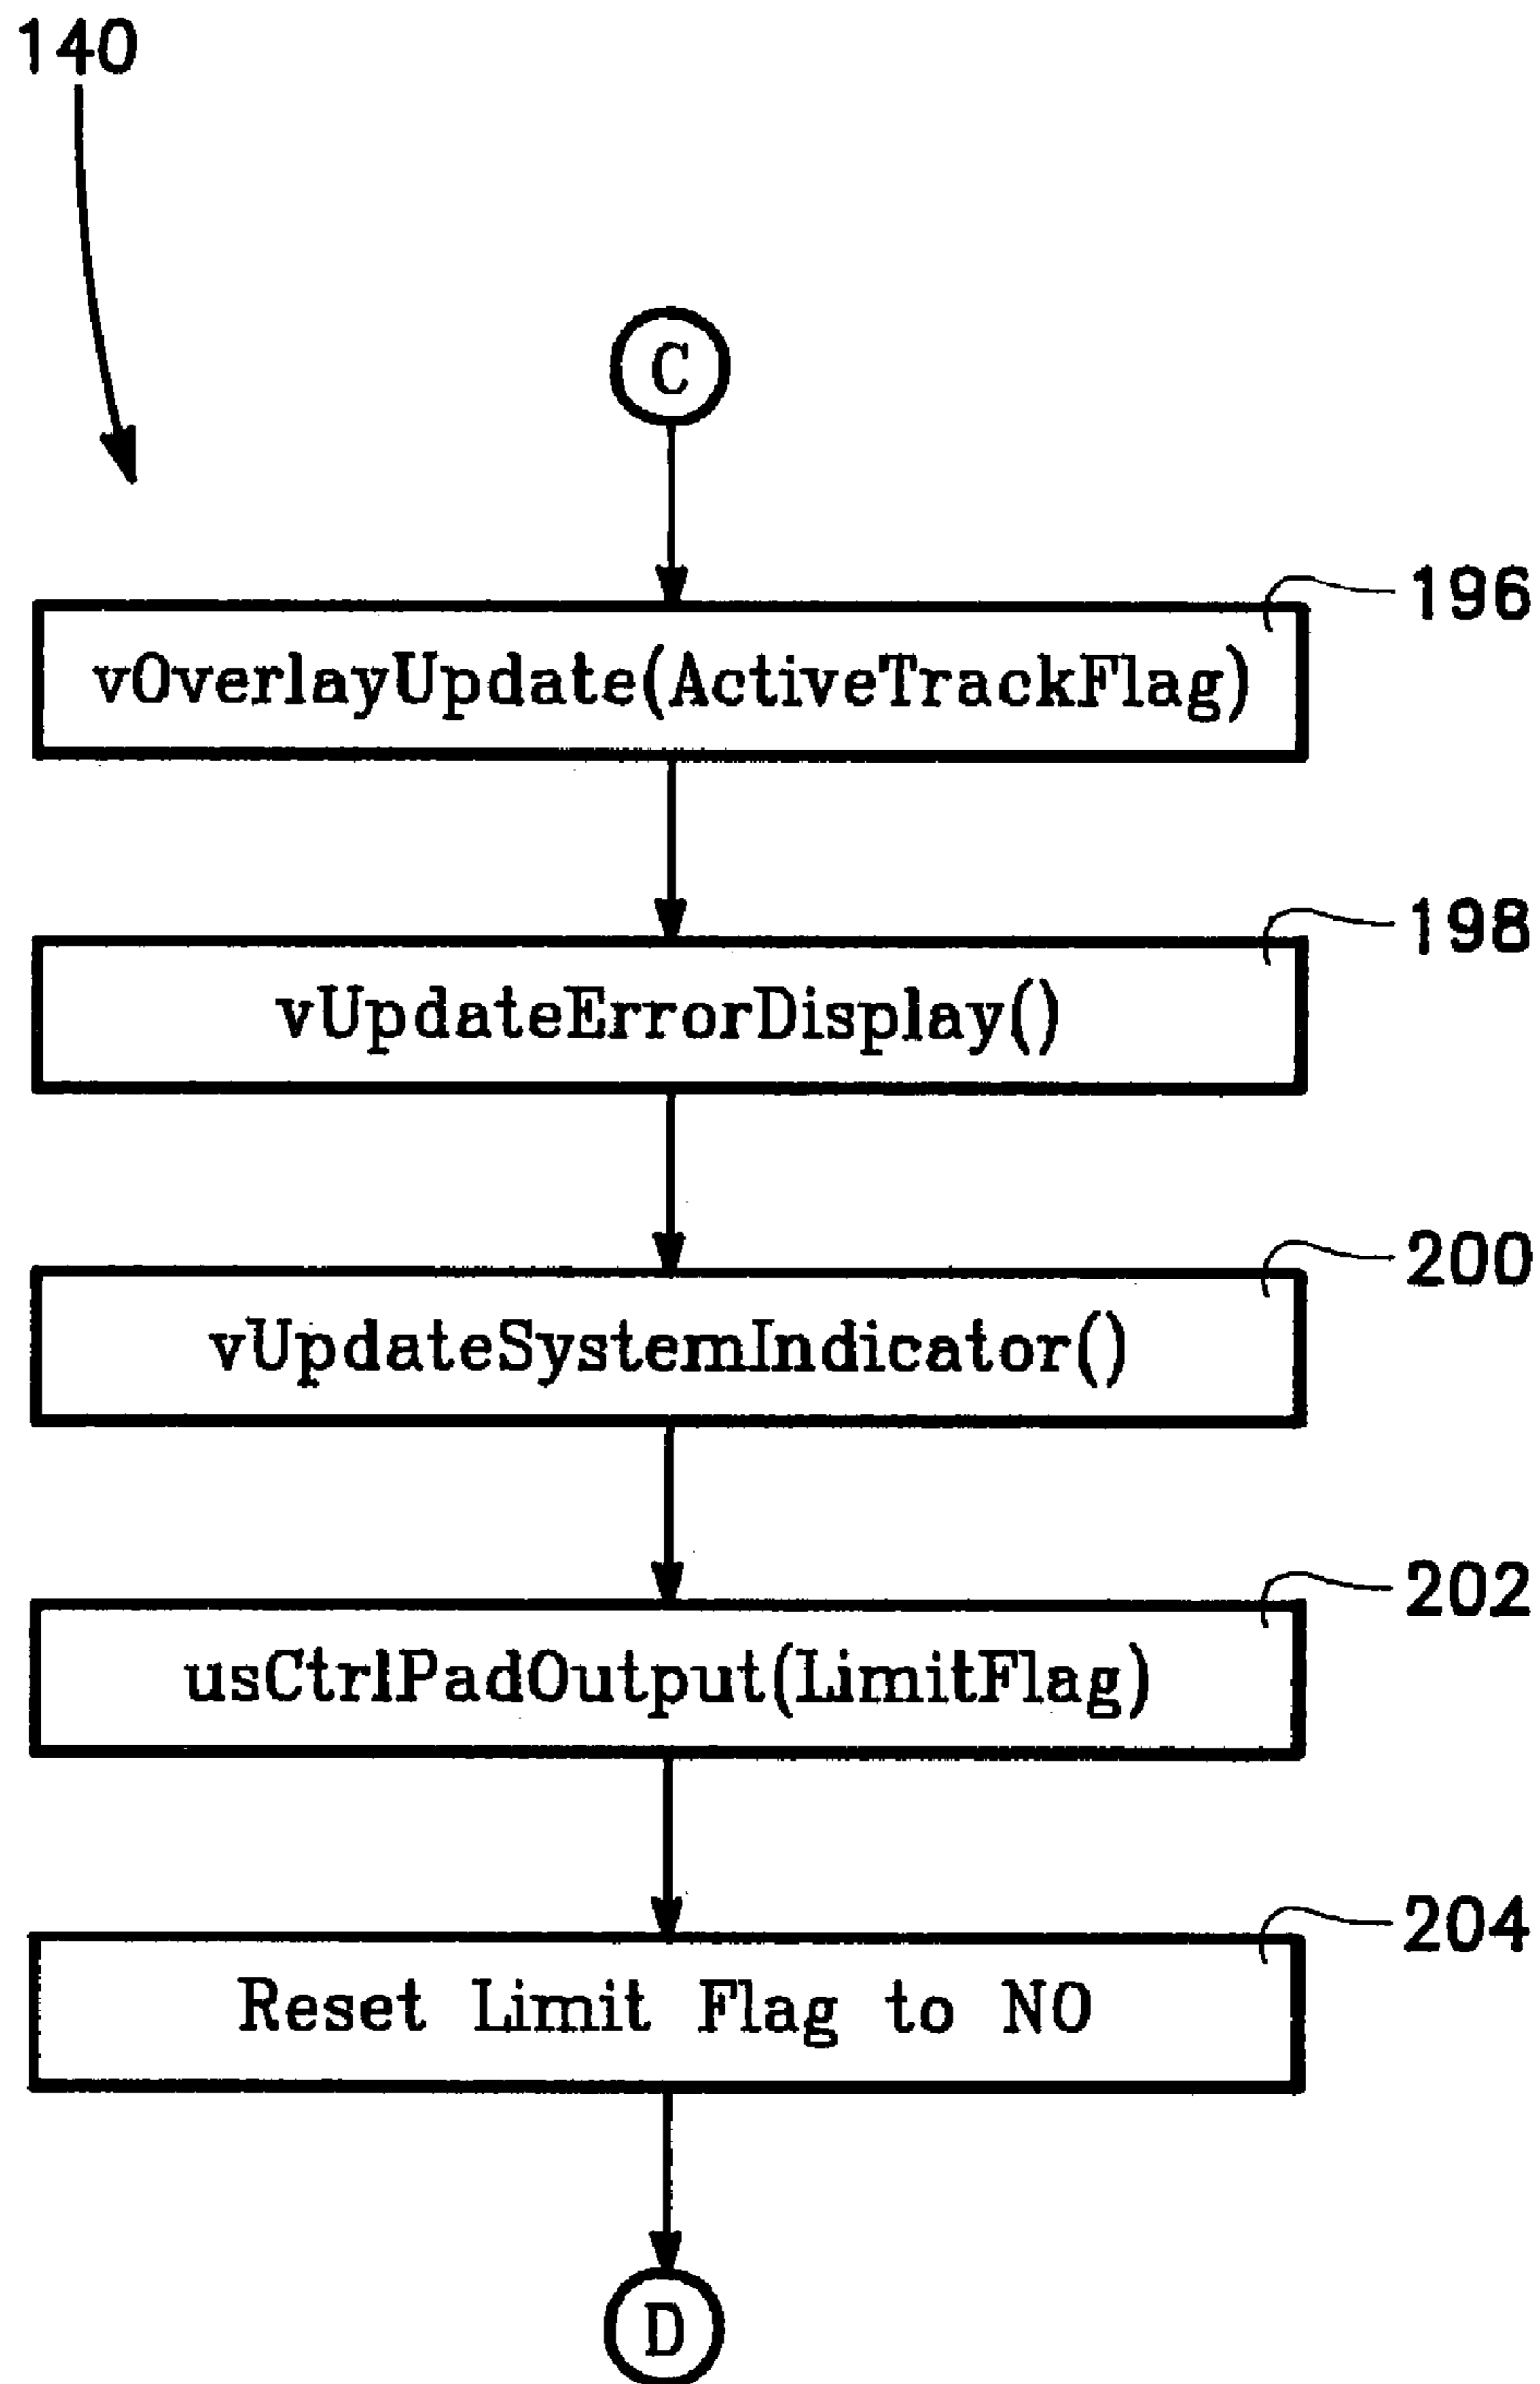 140
C
196
vOverlayUpdate(ActiveTrackFlag)
198
vUpdateErrorDisplay()
200
vUpdateSystemIndicator()
202
usCtrlPadOutput(LimitFlag)
204
Reset Limit Flag to NO
D